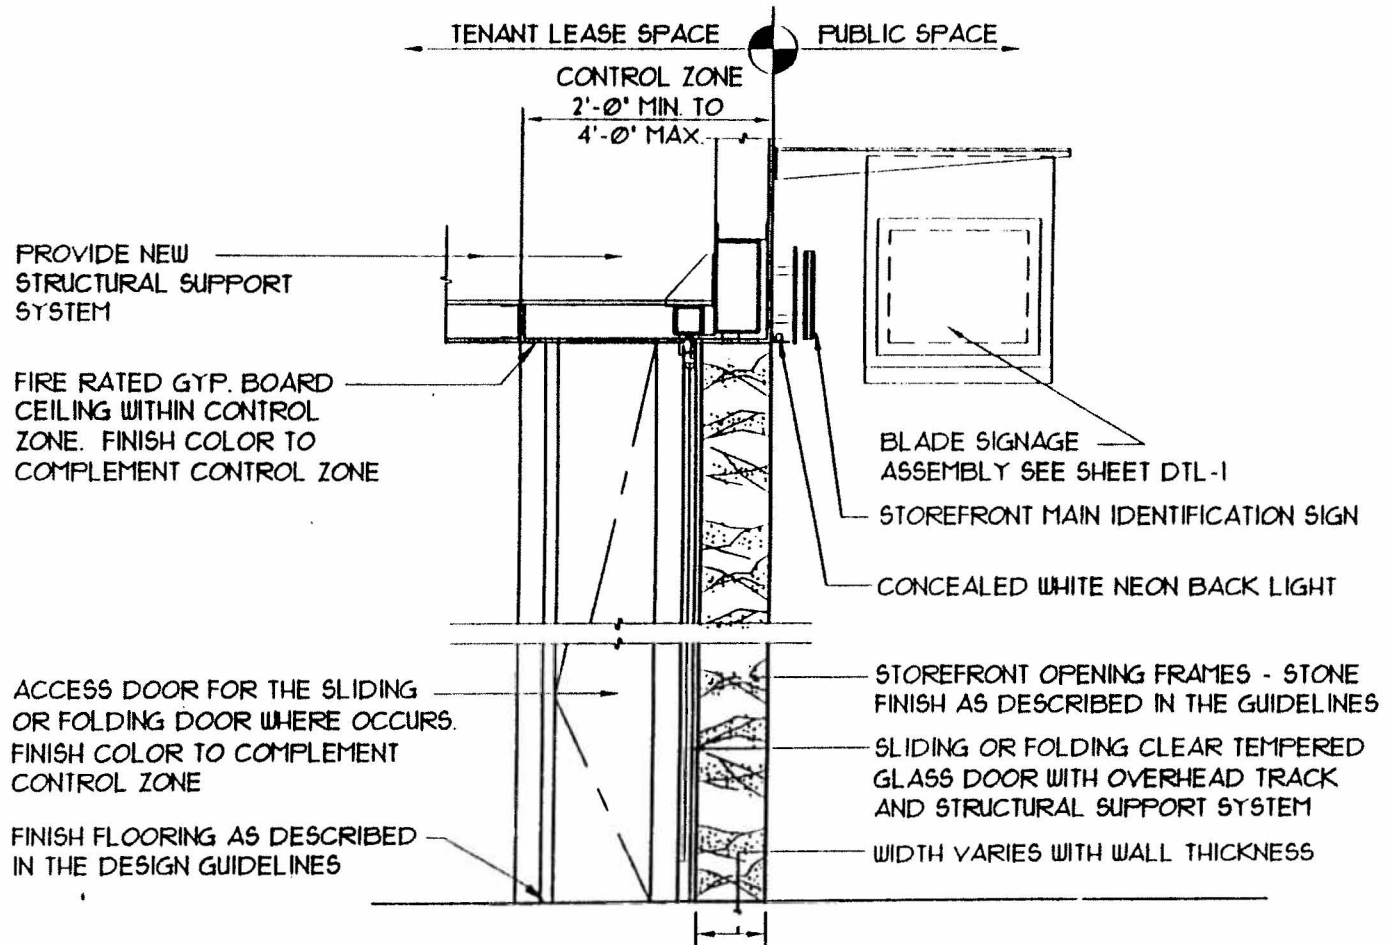 TENANT LEASE SPACE
PUBLIC SPACE
CONTROL ZONE
2'-0" MIN. TO
4'-0" MAX.
PROVIDE NEW
STRUCTURAL SUPPORT
SYSTEM
FIRE RATED GYP. BOARD
CEILING WITHIN CONTROL
ZONE. FINISH COLOR TO
COMPLEMENT CONTROL ZONE
BLADE SIGNAGE
ASSEMBLY SEE SHEET DTL-1
STOREFRONT MAIN IDENTIFICATION SIGN
CONCEALED WHITE NEON BACK LIGHT
ACCESS DOOR FOR THE SLIDING
OR FOLDING DOOR WHERE OCCURS.
FINISH COLOR TO COMPLEMENT
CONTROL ZONE
FINISH FLOORING AS DESCRIBED
IN THE DESIGN GUIDELINES
STOREFRONT OPENING FRAMES - STONE
FINISH AS DESCRIBED IN THE GUIDELINES
SLIDING OR FOLDING CLEAR TEMPERED
GLASS DOOR WITH OVERHEAD TRACK
AND STRUCTURAL SUPPORT SYSTEM
WIDTH VARIES WITH WALL THICKNESS